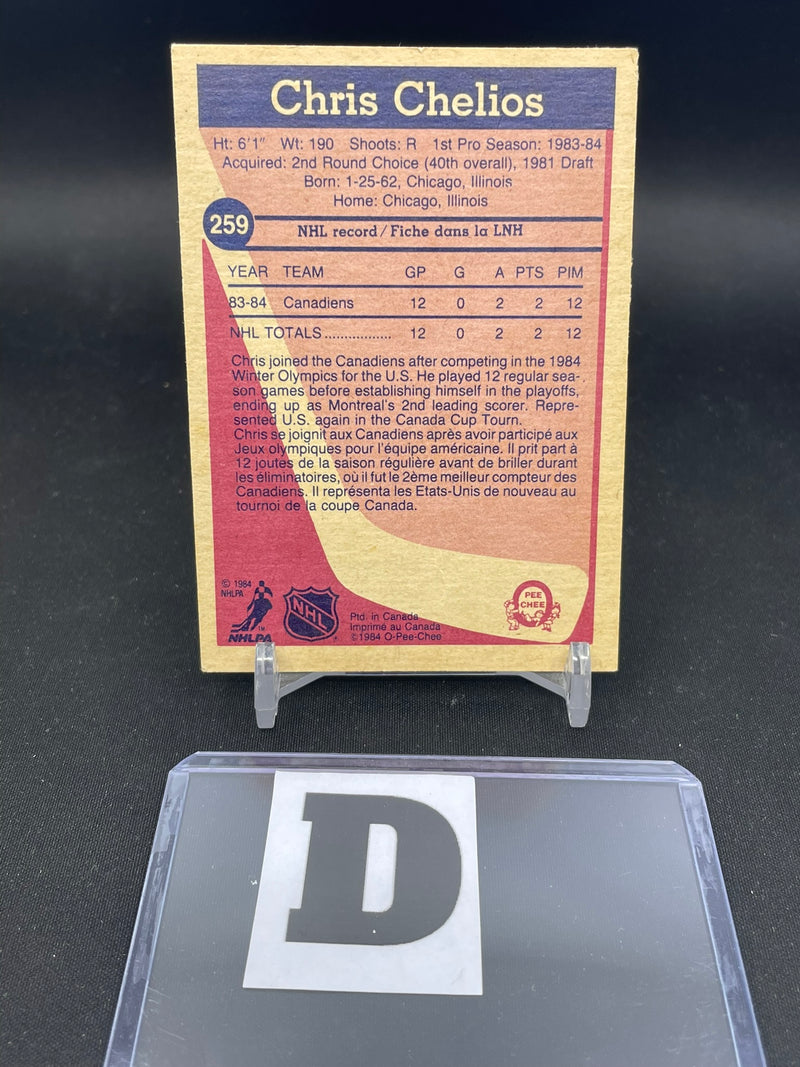 Chris Chelios
Ht: 6'1" Wt: 190 Shoots: R 1st Pro Season: 1983-84
Acquired: 2nd Round Choice (40th overall), 1981 Draft
Born: 1-25-62, Chicago, Illinois
Home: Chicago, Illinois
259
NHL record/Fiche dans la LNH
YEAR TEAM GP G A PTS PIM
83-84 Canadiens 12 0 2 2 12
NHL TOTALS................. 12 0 2 2 12
Chris joined the Canadiens after competing in the 1984
Winter Olympics for the U.S. He played 12 regular sea-
son games before establishing himself in the playoffs,
ending up as Montreal's 2nd leading scorer. Repre-
sented U.S. again in the Canada Cup Tourn.
Chris se joignit aux Canadiens après avoir participé aux
Jeux olympiques pour l'équipe américaine. Il prit part à
12 joutes de la saison régulière avant de briller durant
les éliminatoires, où il fut le 2ème meilleur compteur des
Canadiens. Il représenta les Etats-Unis de nouveau au
tournoi de la coupe Canada.
© 1984
NHLPA
TM
NHLPA
NHL
Ptd. in Canada
Imprimé au Canada
©1984 O-Pee-Chee
PEE
CHEE
D